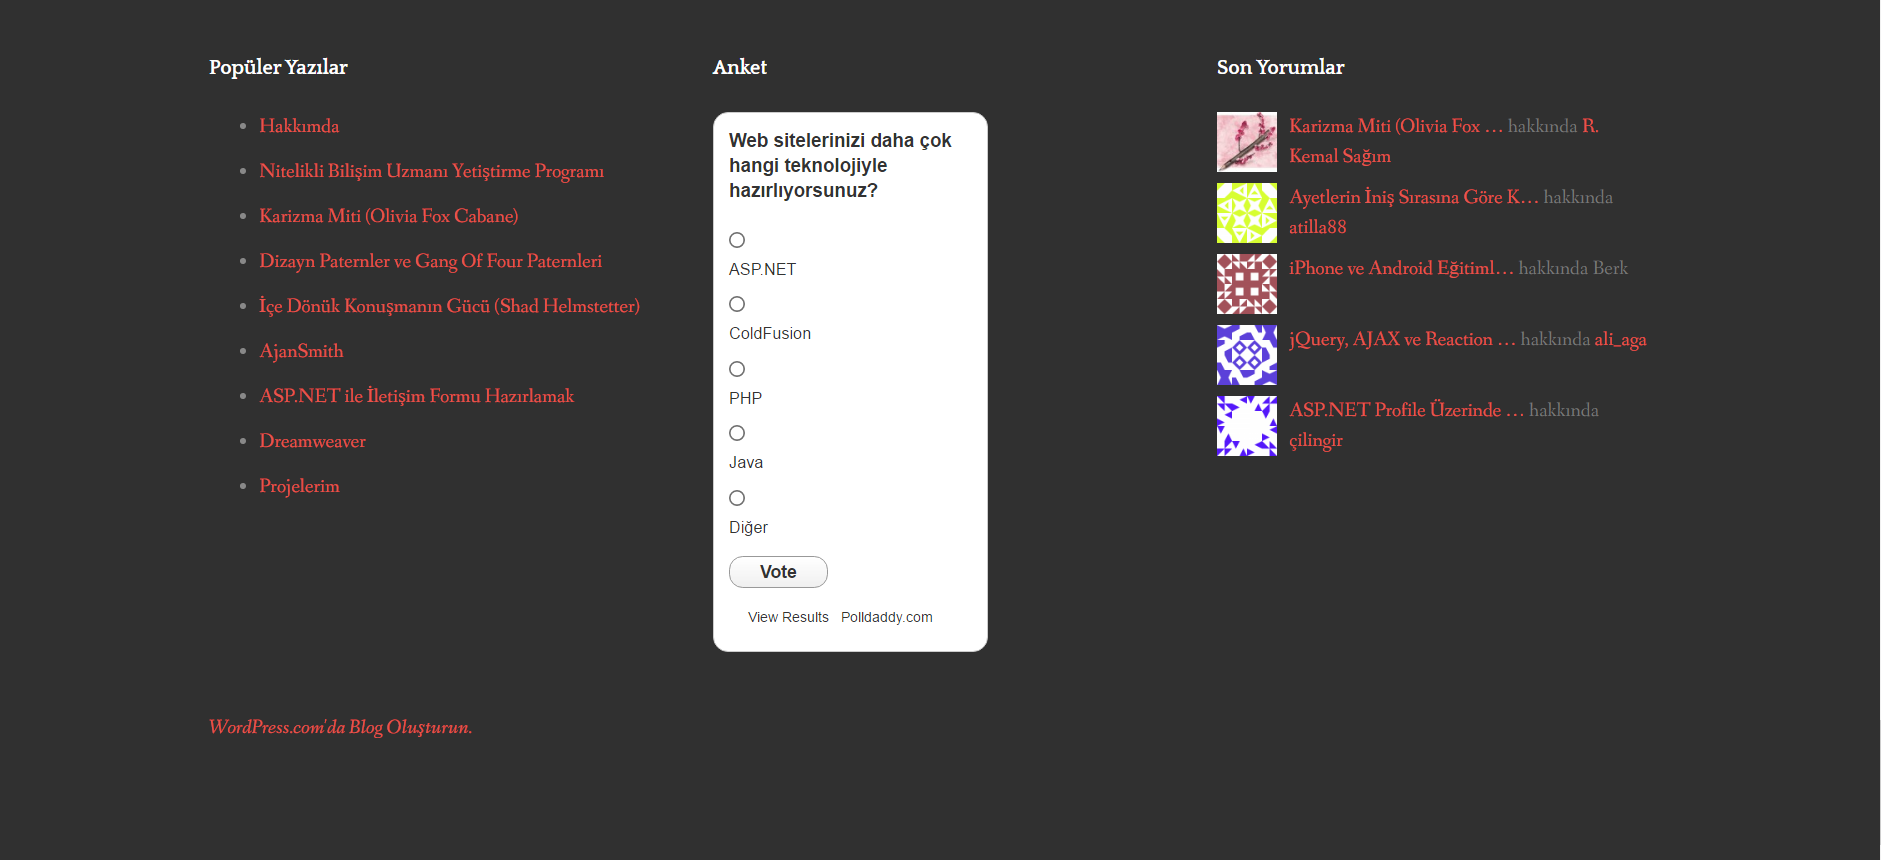 Popüler Yazılar
Hakkımda
Nitelikli Bilişim Uzmanı Yetiştirme Programı
Karizma Miti (Olivia Fox Cabane)
Dizayn Paternler ve Gang Of Four Paternleri
İçe Dönük Konuşmanın Gücü (Shad Helmstetter)
AjanSmith
ASP.NET ile İletişim Formu Hazırlamak
Dreamweaver
Projelerim
Anket
Web sitelerinizi daha çok
hangi teknolojiyle
hazırlıyorsunuz?
ASP.NET
ColdFusion
PHP
Java
Diğer
Vote
View Results Polldaddy.com
Son Yorumlar
Karizma Miti (Olivia Fox … hakkında R.
Kemal Sağım
Ayetlerin İniş Sırasına Göre K… hakkında
atilla88
iPhone ve Android Eğitiml… hakkında Berk
jQuery, AJAX ve Reaction … hakkında ali_aga
ASP.NET Profile Üzerinde … hakkında
çilingir
WordPress.com'da Blog Oluşturun.